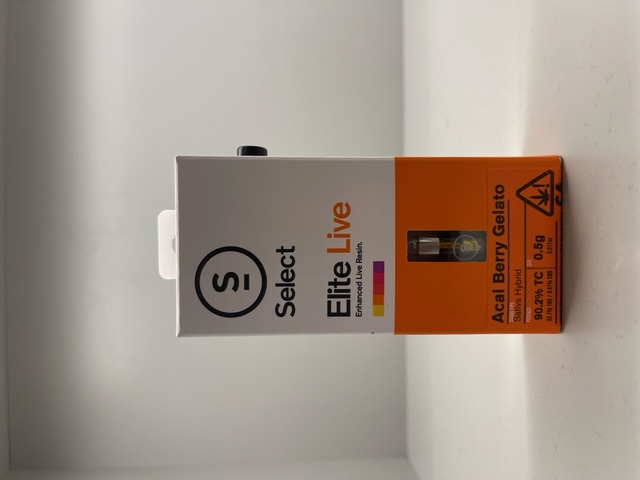 S
Select
Elite Live
Enhanced Live Resin.
Acai Berry Gelato
Sativa Hybrid
90.2% TC 0.5g